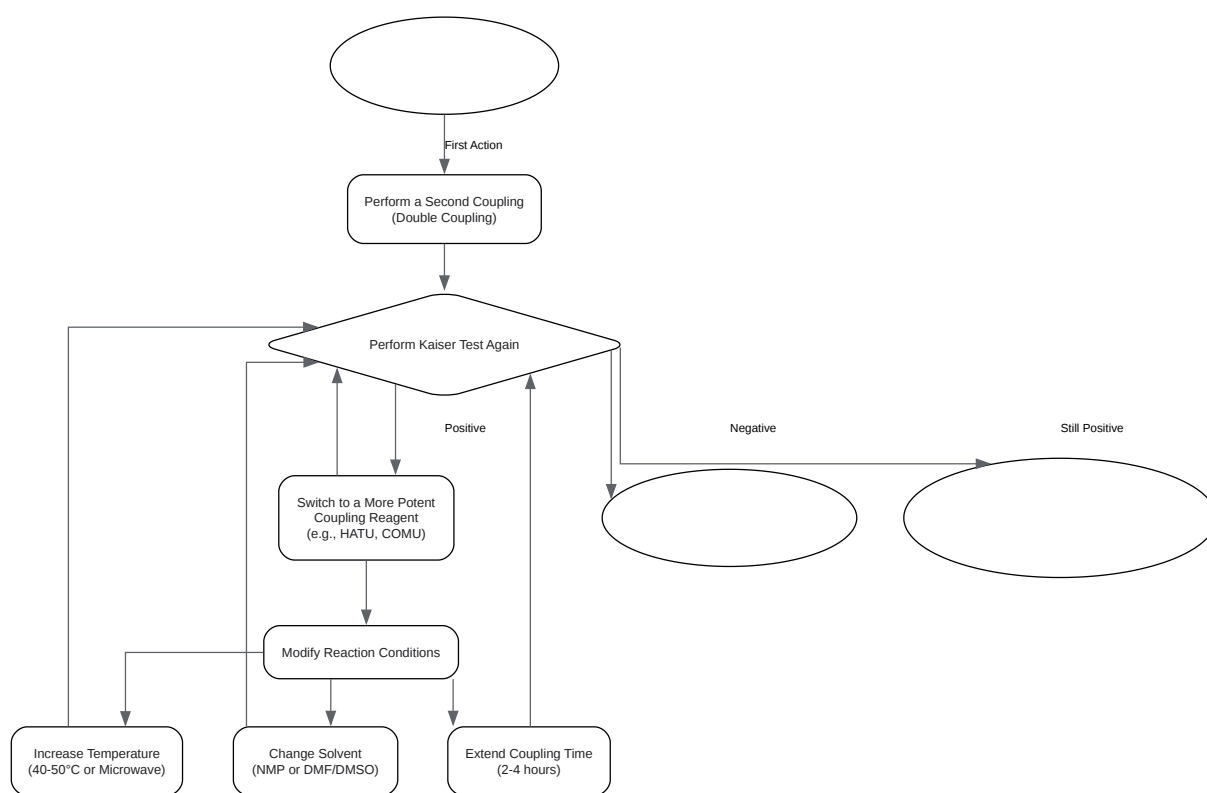 First Action
Perform a Second Coupling
(Double Coupling)
Perform Kaiser Test Again
Positive
Negative
Still Positive
Switch to a More Potent
Coupling Reagent
(e.g., HATU, COMU)
Modify Reaction Conditions
Increase Temperature
(40-50°C or Microwave)
Change Solvent
(NMP or DMF/DMSO)
Extend Coupling Time
(2-4 hours)